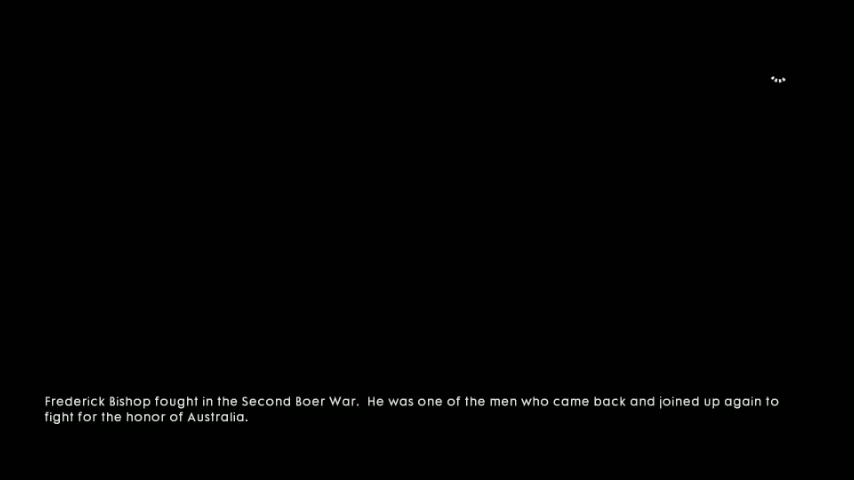 Frederick Bishop fought in the Second Boer War.  He was one of the men who came back and joined up again to
fight for the honor of Australia.